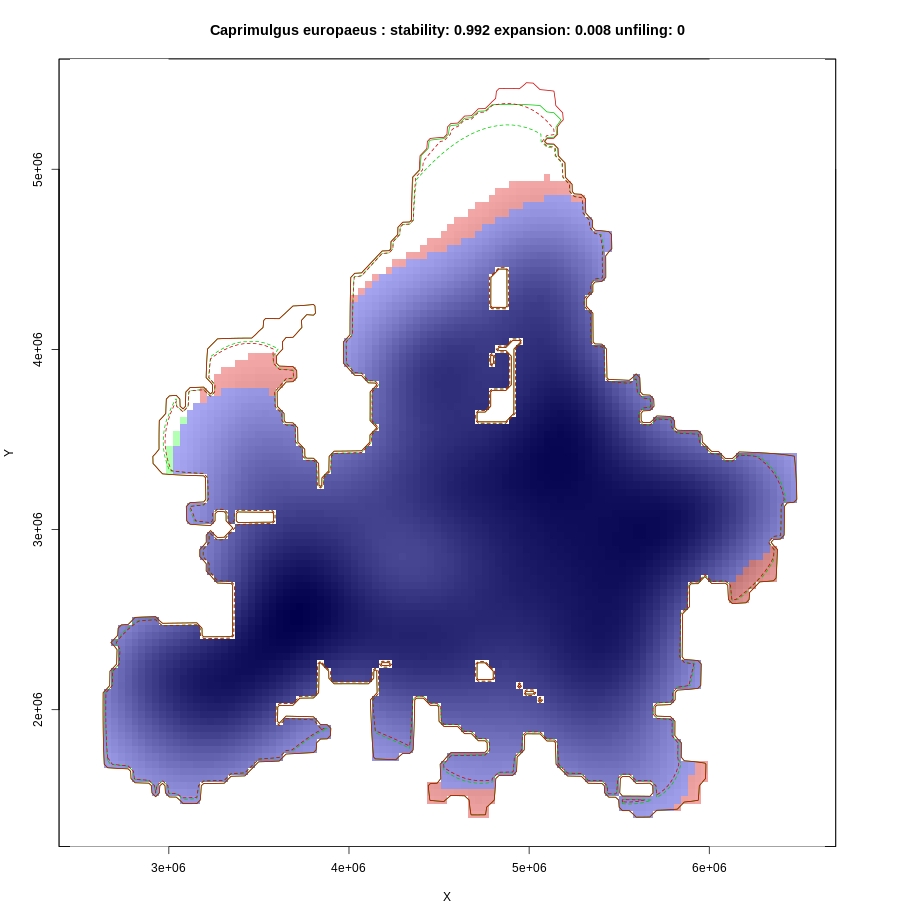 Caprimulgus europaeus : stability: 0.992 expansion: 0.008 unfiling: 0
5e+06
4e+06
3e+06
2e+06
Y
3e+06 4e+06 5e+06 6e+06
X